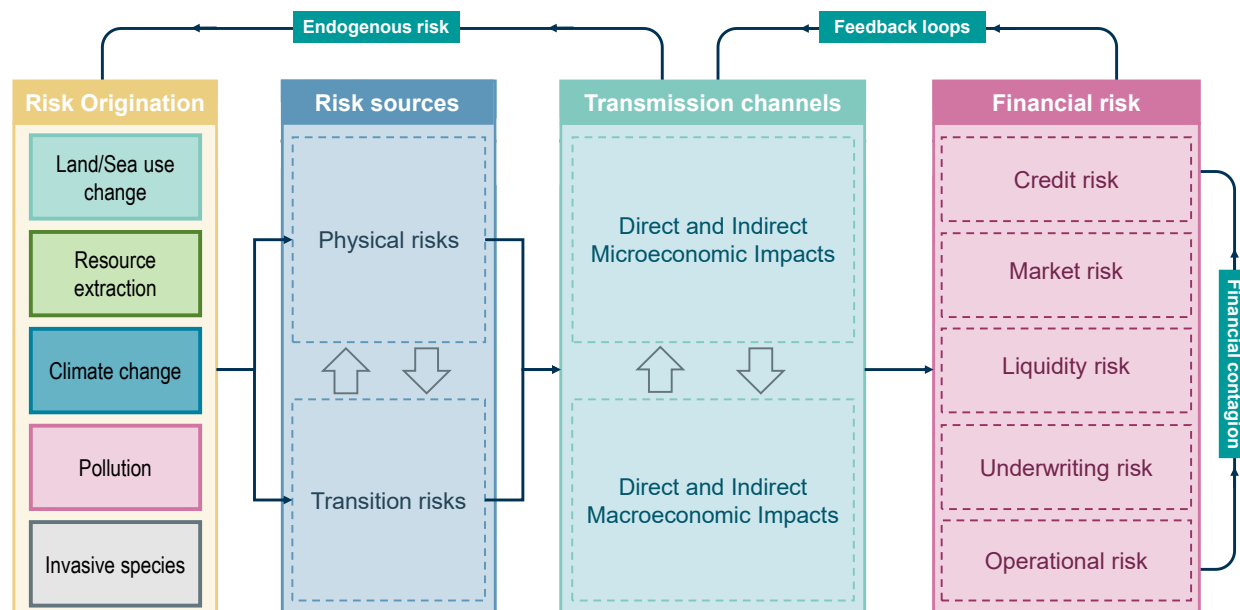 Endogenous risk
Feedback loops
Risk Origination
Land/Sea use
change
Resource
extraction
Climate change
Pollution
Invasive species
Risk sources
Physical risks
Transition risks
Transmission channels
Direct and Indirect
Microeconomic Impacts
Direct and Indirect
Macroeconomic Impacts
Financial risk
Credit risk
Market risk
Liquidity risk
Underwriting risk
Operational risk
Financial contagion